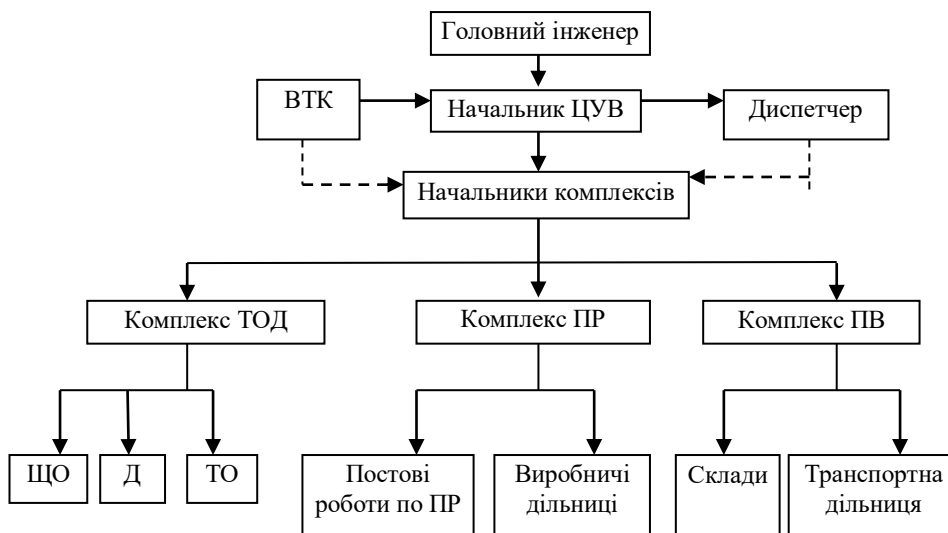 Головний інженер
ВТК
Начальник ЦУВ
Диспетчер
Начальники комплексів
Комплекс ТОД
Комплекс ПР
Комплекс ПВ
ЩО
Д
ТО
Постові
роботи по ПР
Виробничі
дільниці
Склади
Транспортна
дільниця